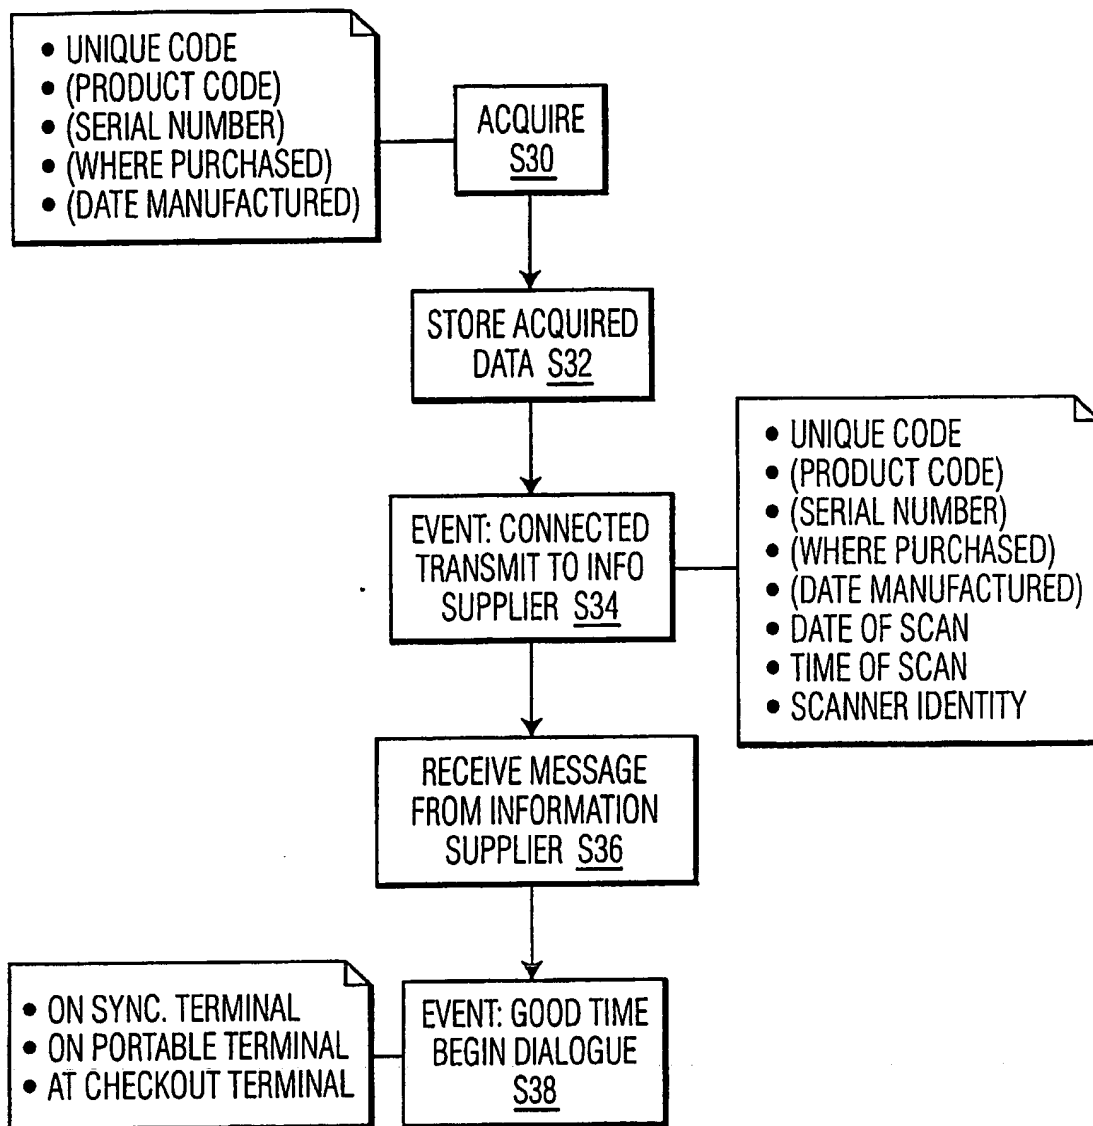 • UNIQUE CODE
• (PRODUCT CODE)
• (SERIAL NUMBER)
• (WHERE PURCHASED)
• (DATE MANUFACTURED)
ACQUIRE
S30
STORE ACQUIRED
DATA S32
EVENT: CONNECTED
TRANSMIT TO INFO
SUPPLIER S34
• UNIQUE CODE
• (PRODUCT CODE)
• (SERIAL NUMBER)
• (WHERE PURCHASED)
• (DATE MANUFACTURED)
• DATE OF SCAN
• TIME OF SCAN
• SCANNER IDENTITY
RECEIVE MESSAGE
FROM INFORMATION
SUPPLIER S36
• ON SYNC. TERMINAL
• ON PORTABLE TERMINAL
• AT CHECKOUT TERMINAL
EVENT: GOOD TIME
BEGIN DIALOGUE
S38